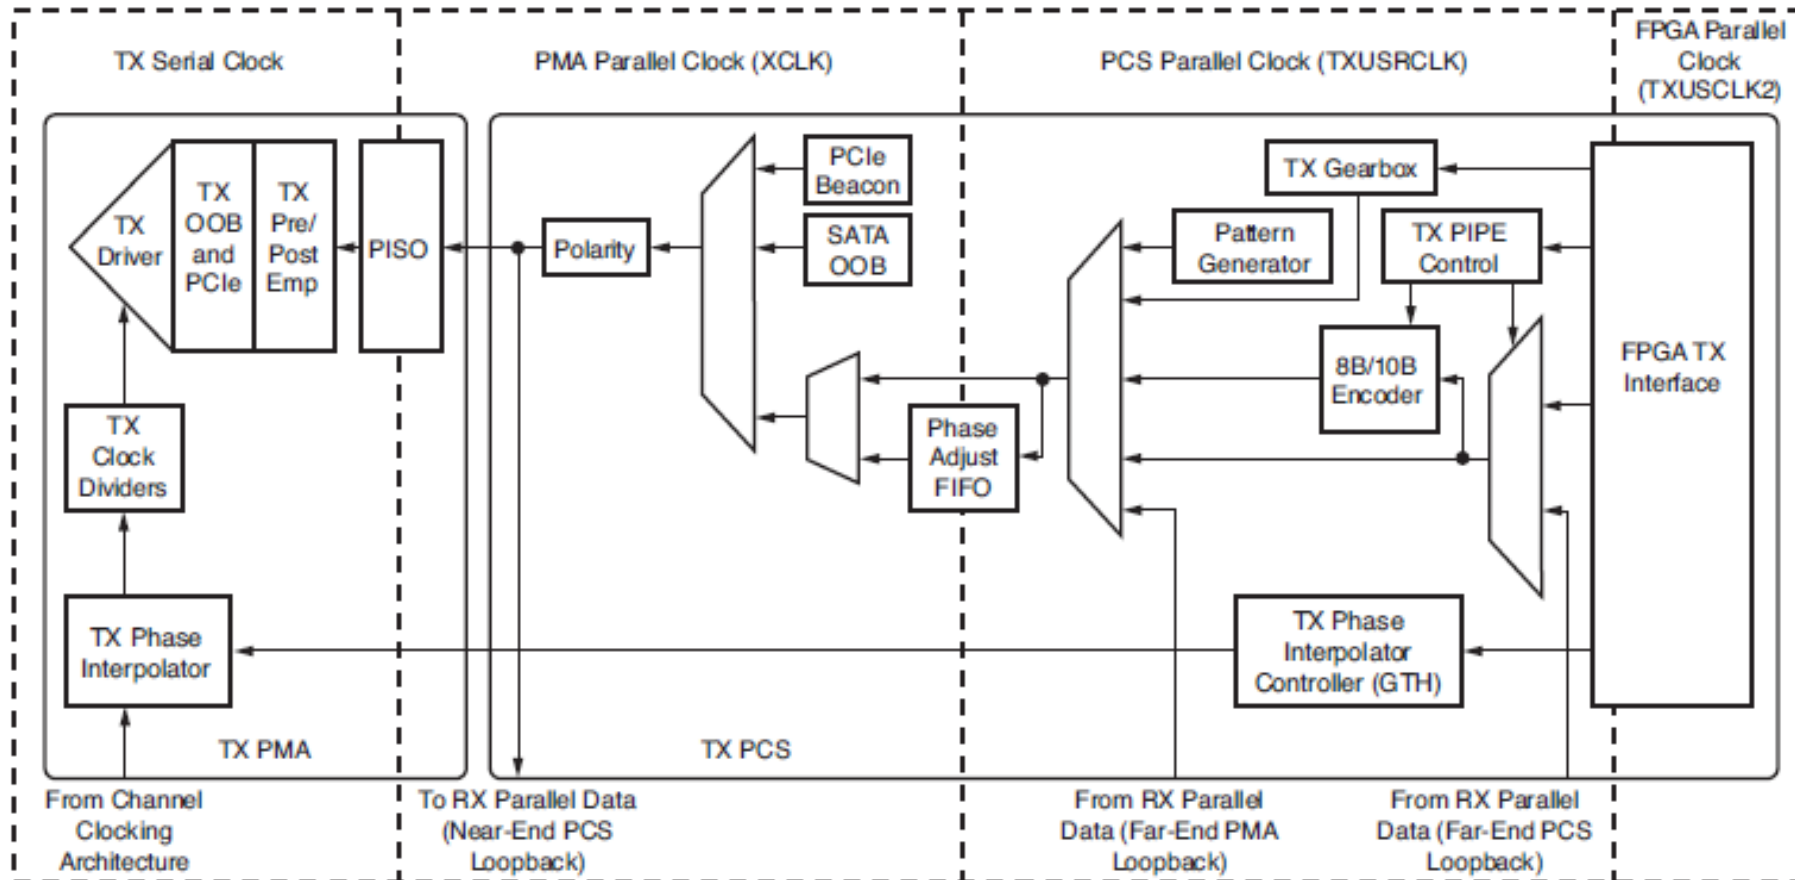 TX Serial Clock
PMA Parallel Clock (XCLK)
PCS Parallel Clock (TXUSRCLK)
FPGA Parallel
Clock
(TXUSCLK2)
TX
Driver
TX
OOB
and
PCIe
TX
Pre/
Post
Emp
PISO
Polarity
PCIe
Beacon
SATA
OOB
TX Gearbox
Pattern
Generator
TX PIPE
Control
8B/10B
Encoder
FPGA TX
Interface
TX
Clock
Dividers
Phase
Adjust
FIFO
TX Phase
Interpolator
TX Phase
Interpolator
Controller (GTH)
TX PMA
TX PCS
From Channel
Clocking
Architecture
To RX Parallel Data
(Near-End PCS
Loopback)
From RX Parallel
Data (Far-End PMA
Loopback)
From RX Parallel
Data (Far-End PCS
Loopback)